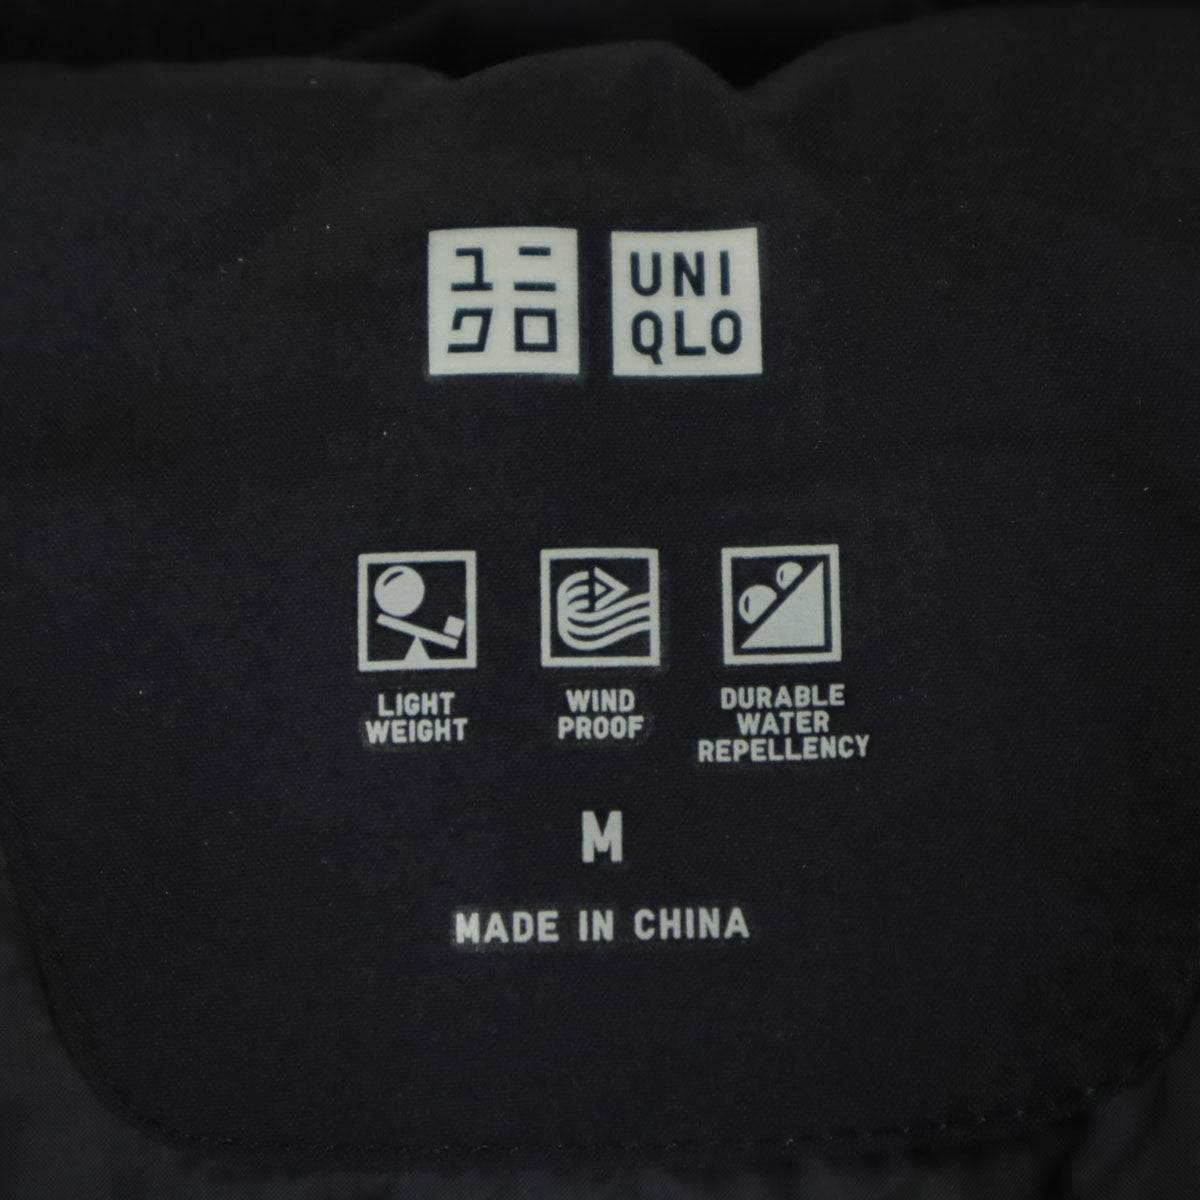 ユニ
クロ
UNI
QLO
LIGHT
WEIGHT
WIND
PROOF
DURABLE
WATER
REPELLENCY
M
MADE IN CHINA